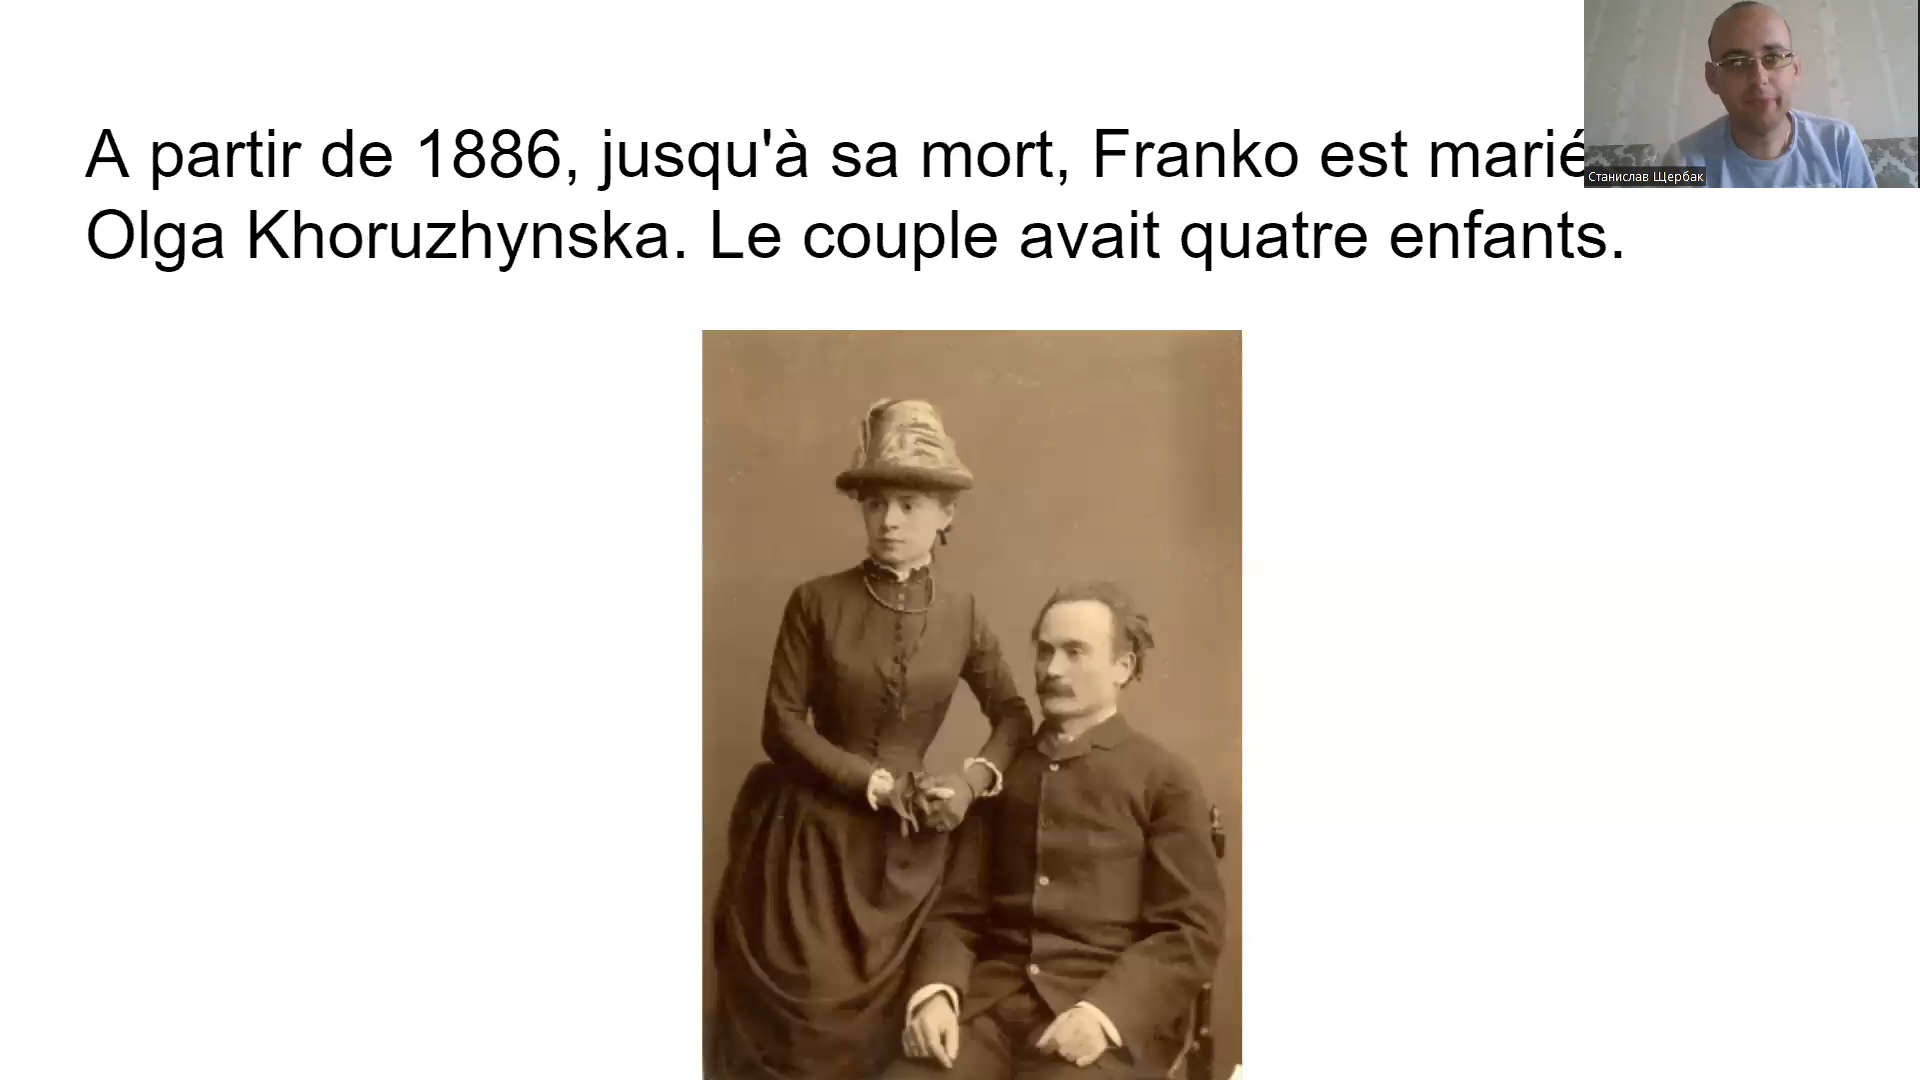 A partir de 1886, jusqu'à sa mort, Franko est marié
Olga Khoruzhynska. Le couple avait quatre enfants.
Станислав Щербак